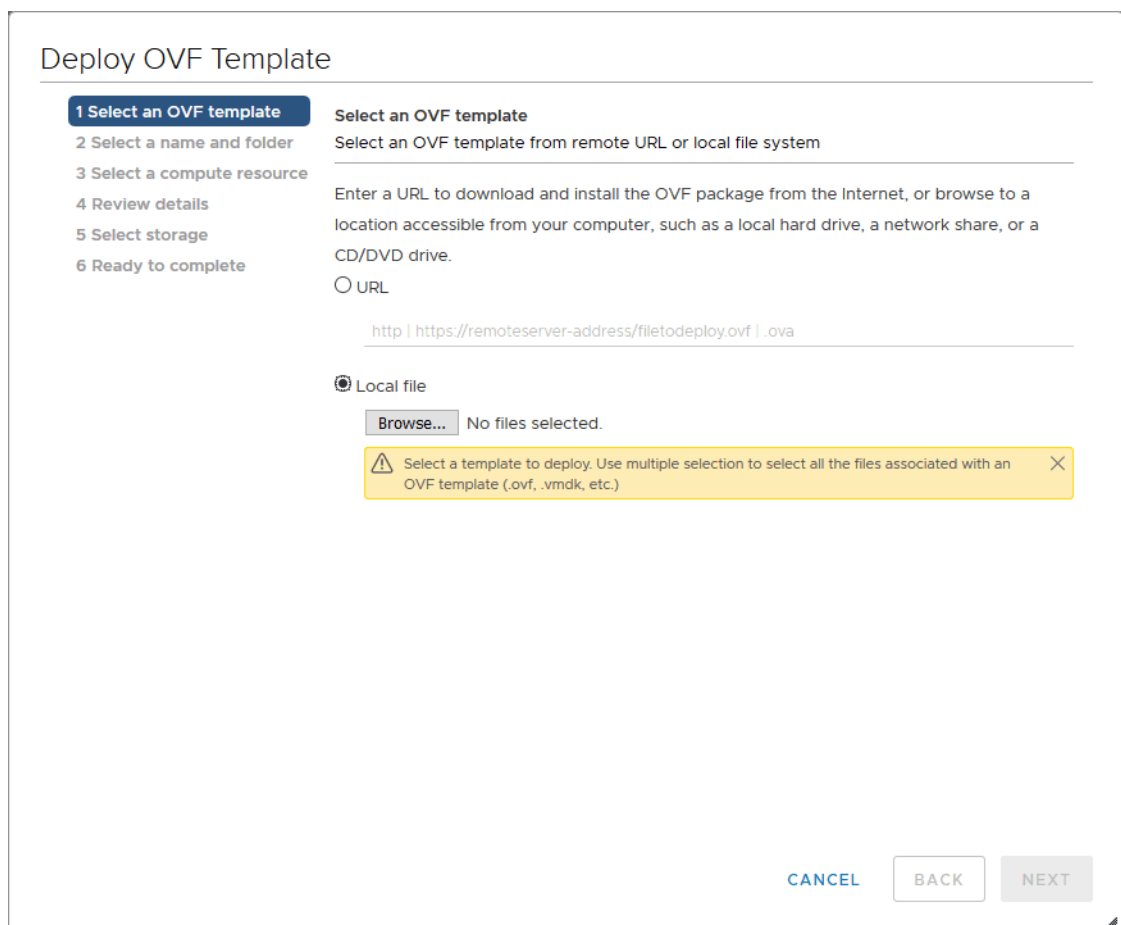 Deploy OVF Template
1 Select an OVF template
2 Select a name and folder
3 Select a compute resource
4 Review details
5 Select storage
6 Ready to complete
Select an OVF template
Select an OVF template from remote URL or local file system
Enter a URL to download and install the OVF package from the Internet, or browse to a
location accessible from your computer, such as a local hard drive, a network share, or a
CD/DVD drive.
URL
http | https://remoteserver-address/filetodeploy.ovf | .ova
Local file
Browse... No files selected.
Select a template to deploy. Use multiple selection to select all the files associated with an
OVF template (.ovf, .vmdk, etc.)
CANCEL BACK NEXT